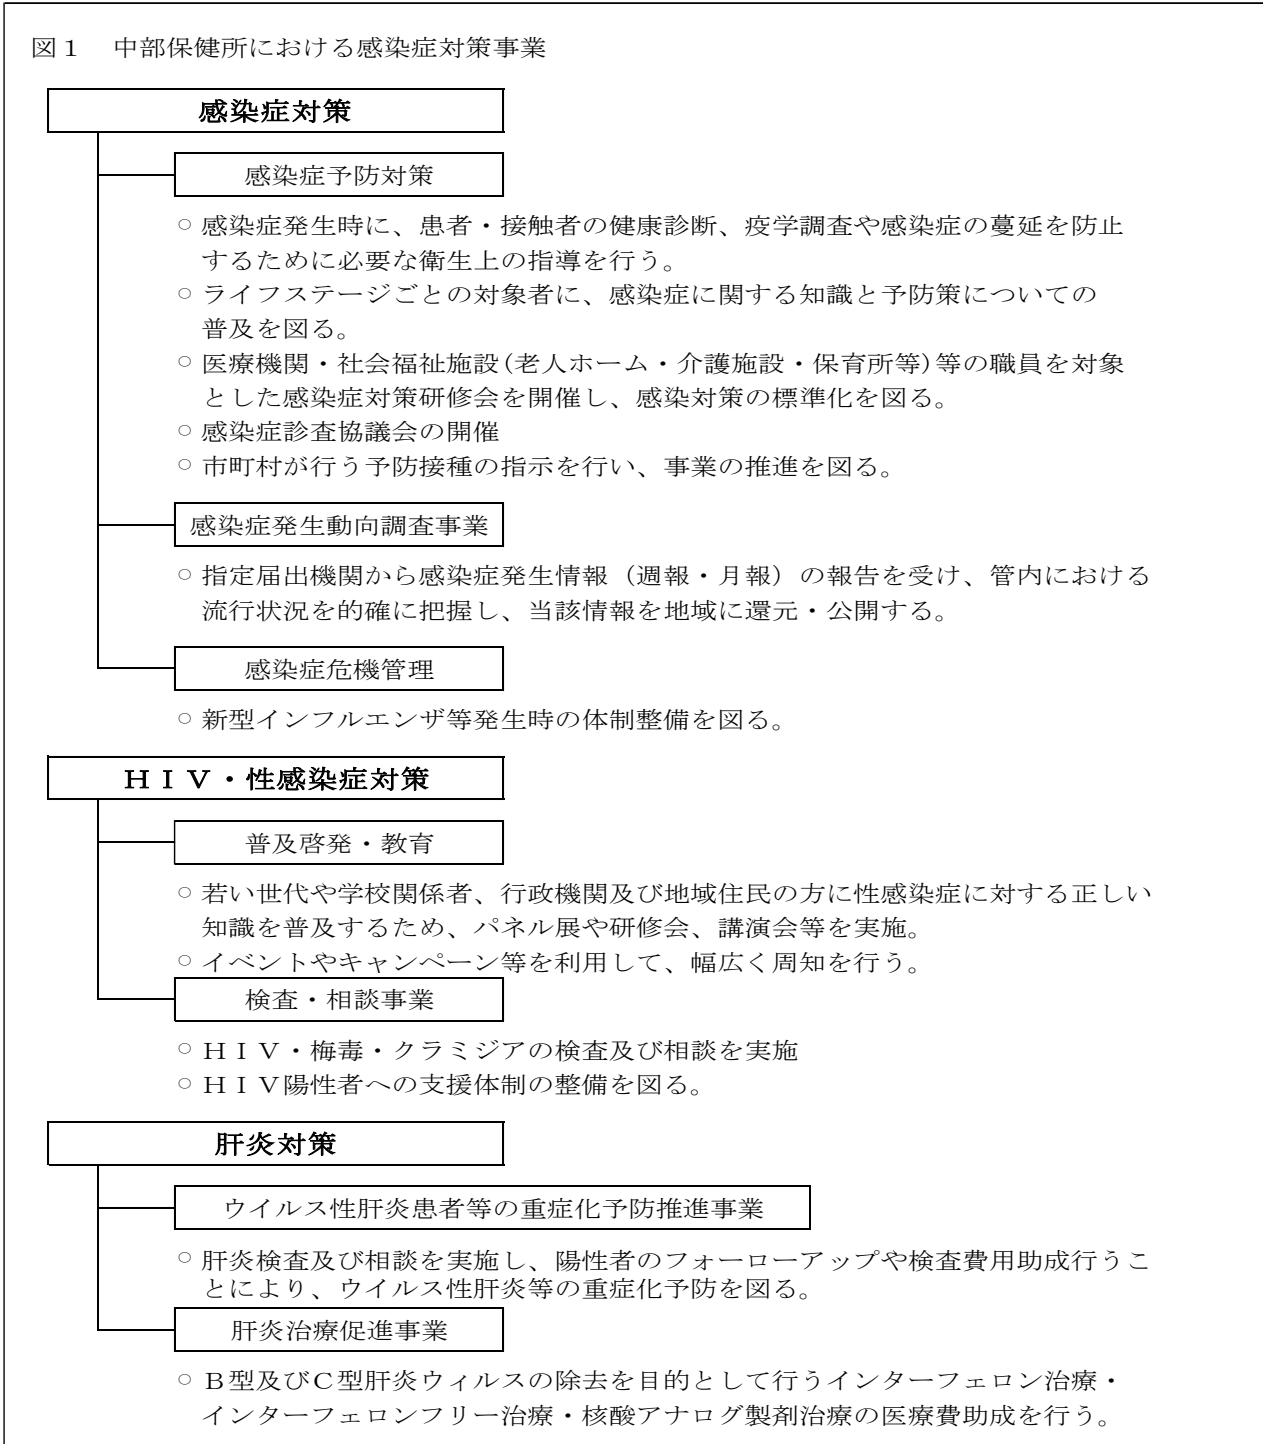 図１　中部保健所における感染症対策事業
感染症対策
感染症予防対策
○ 感染症発生時に、患者・接触者の健康診断、疫学調査や感染症の蔓延を防止
するために必要な衛生上の指導を行う。
○ ライフステージごとの対象者に、感染症に関する知識と予防策についての
普及を図る。
○ 医療機関・社会福祉施設(老人ホーム・介護施設・保育所等)等の職員を対象
とした感染症対策研修会を開催し、感染対策の標準化を図る。
○ 感染症診査協議会の開催
○ 市町村が行う予防接種の指示を行い、事業の推進を図る。
感染症発生動向調査事業
○ 指定届出機関から感染症発生情報（週報・月報）の報告を受け、管内における
流行状況を的確に把握し、当該情報を地域に還元・公開する。
感染症危機管理
○ 新型インフルエンザ等発生時の体制整備を図る。
ＨＩＶ・性感染症対策
普及啓発・教育
○ 若い世代や学校関係者、行政機関及び地域住民の方に性感染症に対する正しい
知識を普及するため、パネル展や研修会、講演会等を実施。
○ イベントやキャンペーン等を利用して、幅広く周知を行う。
検査・相談事業
○ ＨＩＶ・梅毒・クラミジアの検査及び相談を実施
○ ＨＩＶ陽性者への支援体制の整備を図る。
肝炎対策
ウイルス性肝炎患者等の重症化予防推進事業
○ 肝炎検査及び相談を実施し、陽性者のフォーローアップや検査費用助成行うこ
とにより、ウイルス性肝炎等の重症化予防を図る。
肝炎治療促進事業
○ Ｂ型及びＣ型肝炎ウィルスの除去を目的として行うインターフェロン治療・
インターフェロンフリー治療・核酸アナログ製剤治療の医療費助成を行う。